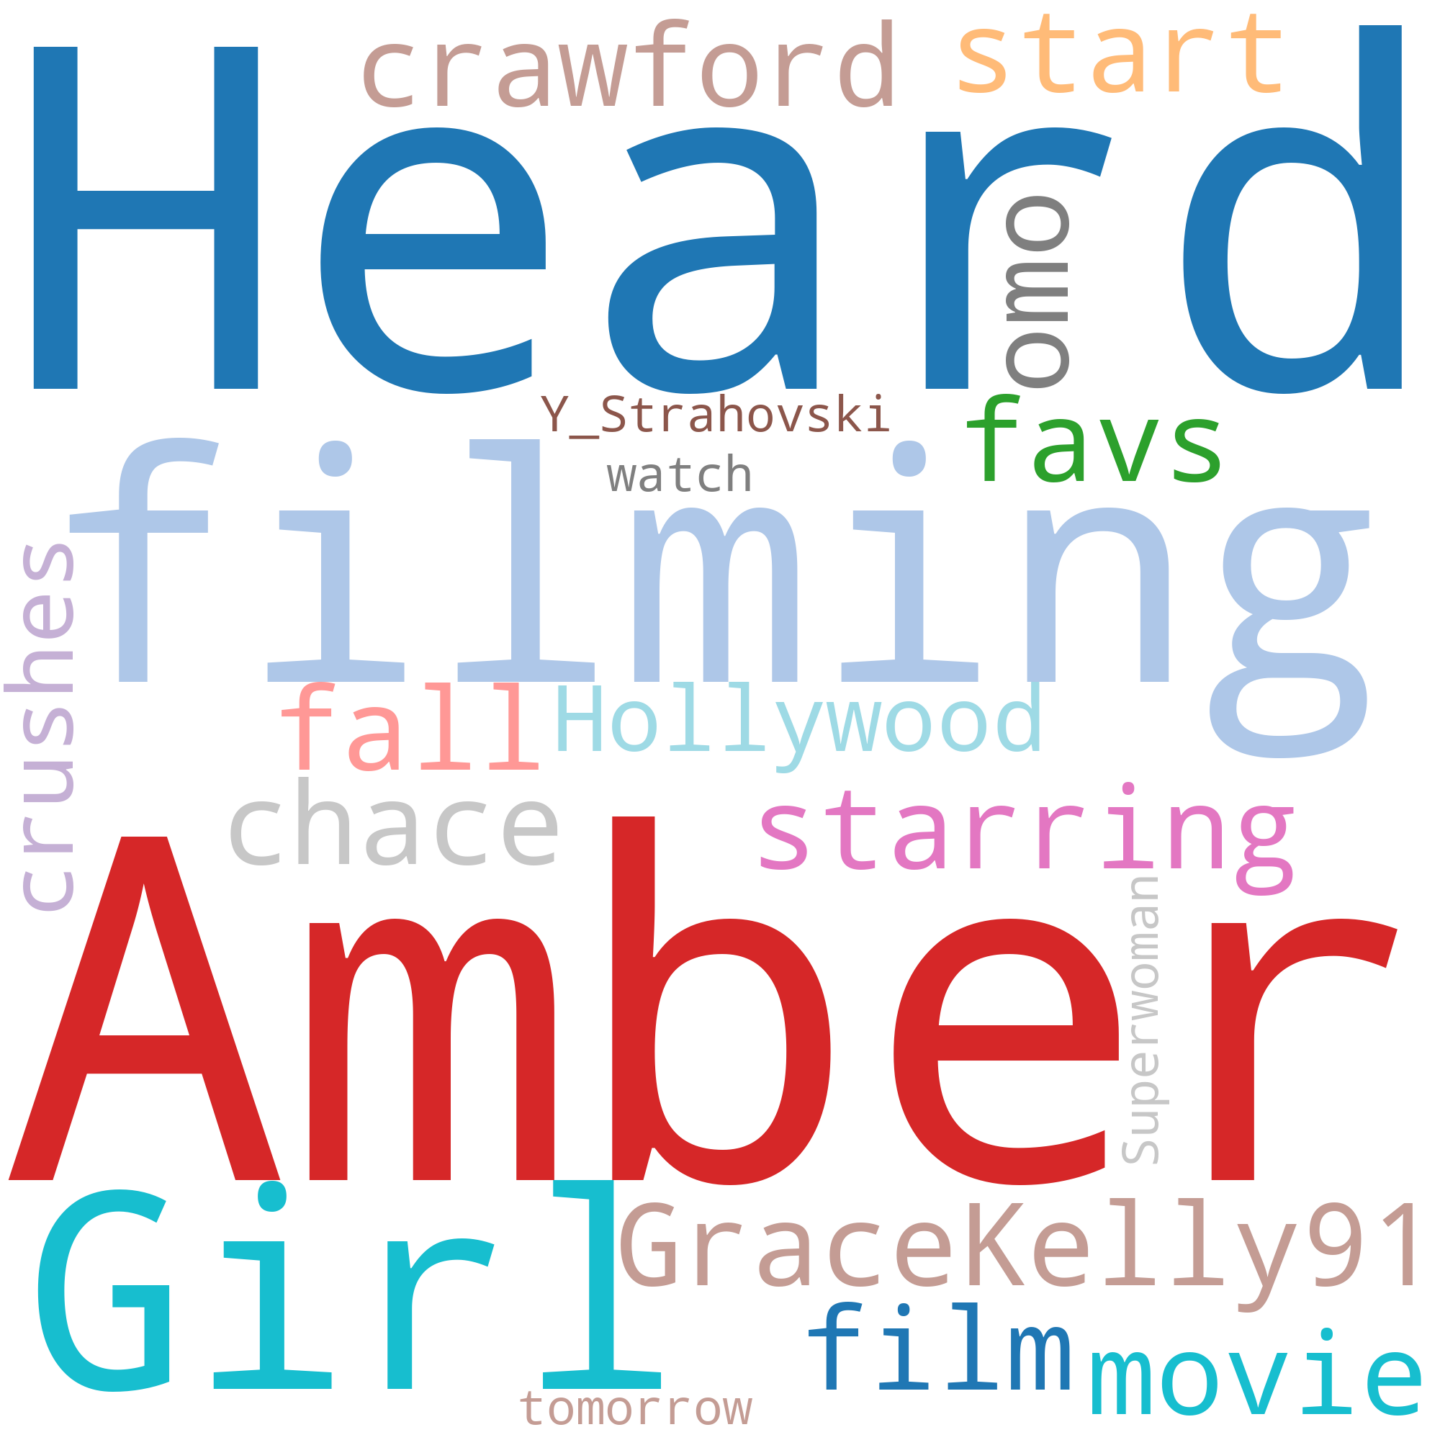 crawford
start
Heard
omo
Y_Strahovski
favs
watch
filming
crushes
fall
Hollywood
chace
starring
Amber
Superwoman
Girl
GraceKelly91
film
movie
tomorrow